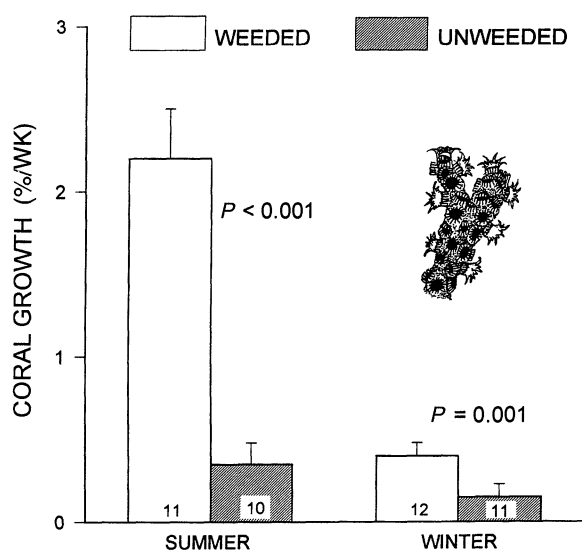 3
WEEDED
UNWEEDED
2
P < 0.001
1
P = 0.001
0
11
10
12
11
SUMMER
WINTER
CORAL GROWTH (%/WK)